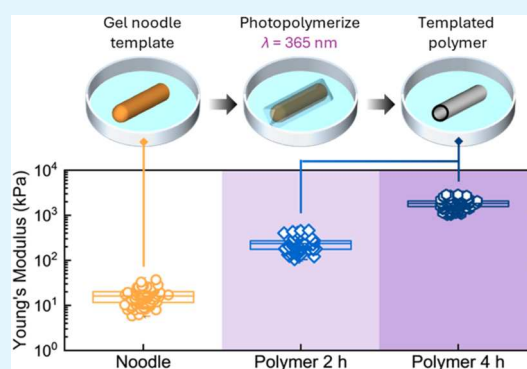 Gel noodle
template
Photopolymerize
λ = 365 nm
Templated
polymer
Young's Modulus (kPa)
10⁴
10³
10²
10¹
10⁰
Noodle
Polymer 2 h
Polymer 4 h